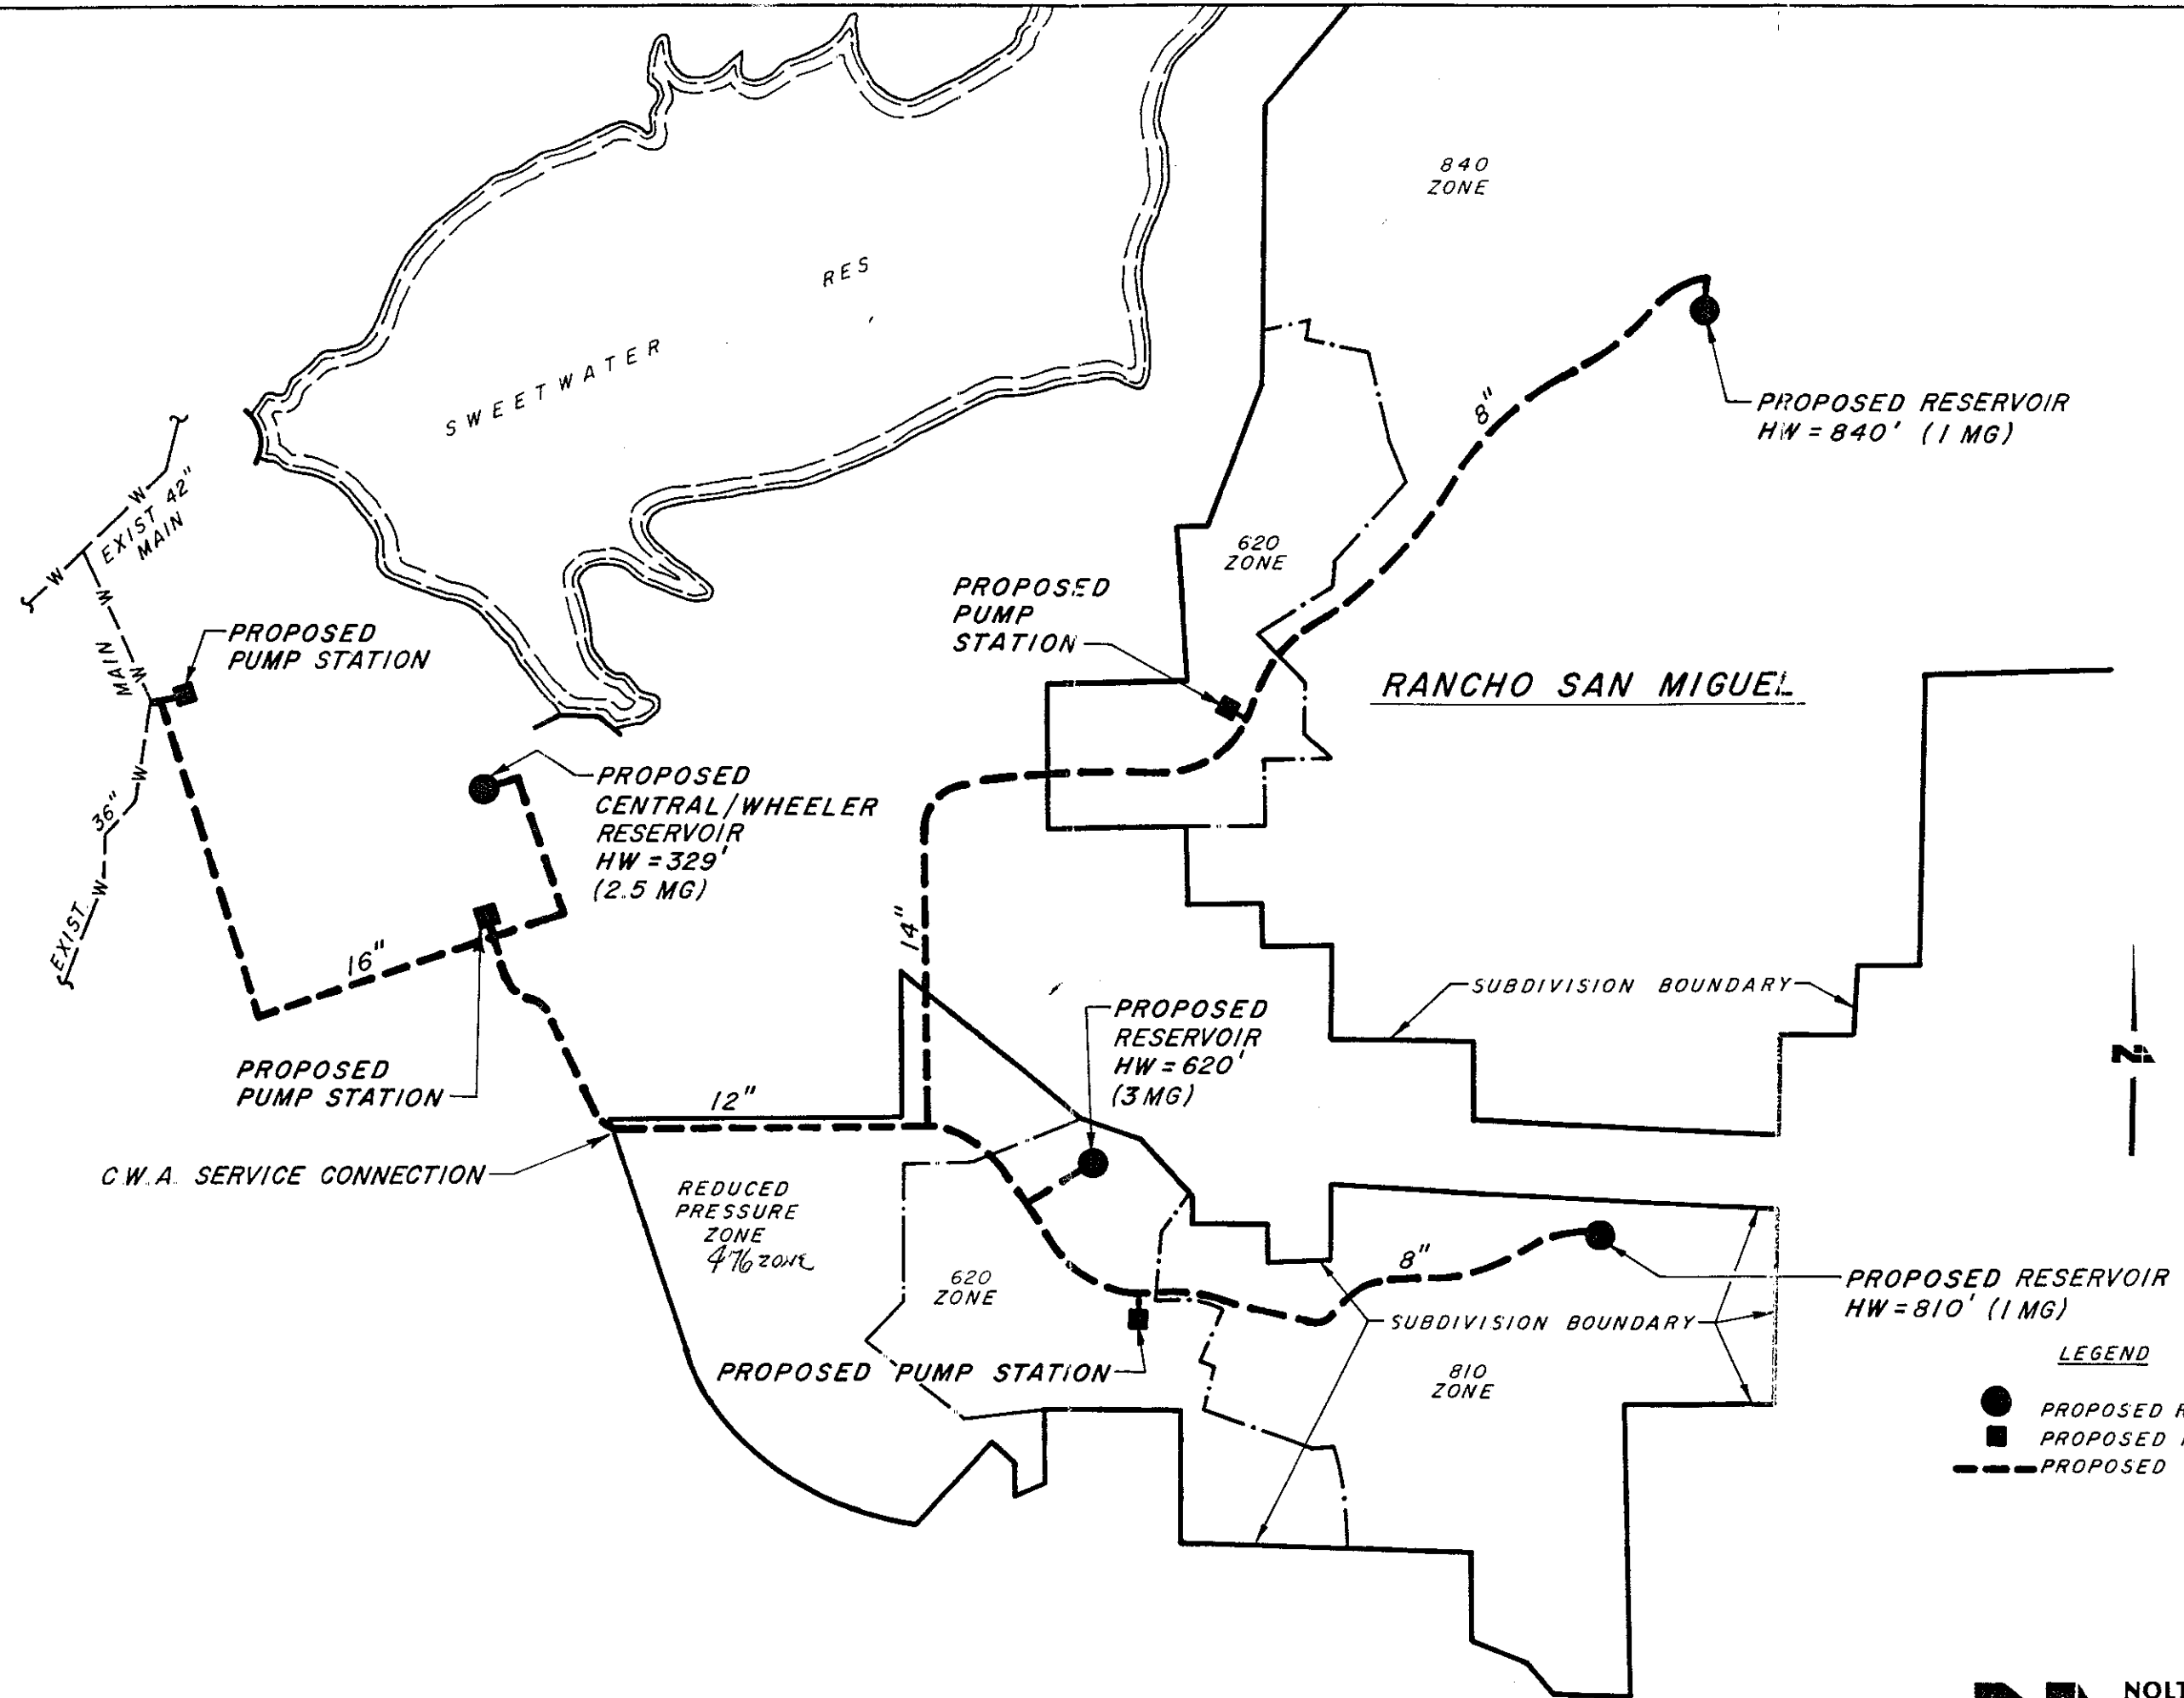 840
ZONE
SWEETWATER RES
8"
PROPOSED RESERVOIR
HW = 840' (1 MG)
W
EXIST 42"
MAIN
W
W
MAIN
W
620
ZONE
PROPOSED
PUMP
STATION
PROPOSED
PUMP STATION
RANCHO SAN MIGUEL
W
36"
W
EXIST.
PROPOSED
CENTRAL/WHEELER
RESERVOIR
HW = 329'
(2.5 MG)
14"
16"
SUBDIVISION BOUNDARY
PROPOSED
RESERVOIR
HW = 620'
(3 MG)
N
PROPOSED
PUMP STATION
12"
C.W.A. SERVICE CONNECTION
REDUCED
PRESSURE
ZONE
476 ZONE
620
ZONE
8"
PROPOSED RESERVOIR
HW = 810' (1 MG)
SUBDIVISION BOUNDARY
PROPOSED PUMP STATION
810
ZONE
LEGEND
PROPOSED
PROPOSED
PROPOSED